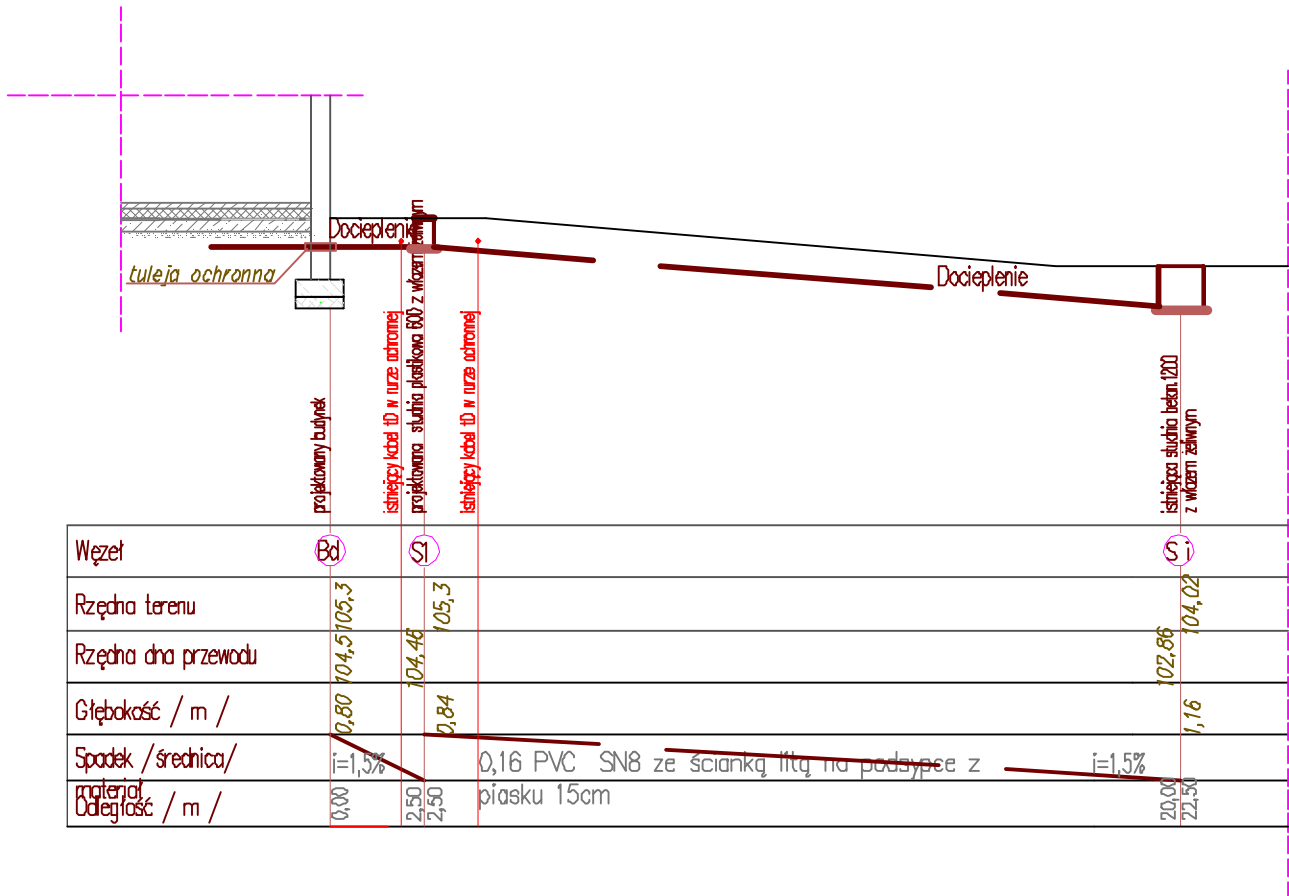 Docieplenie
tuleja ochronna
Docieplenie
projektowany budynek
istniejący kabel tD w rurze ochronnej
projektowana studnia plastikowa 600 z włazem żeliwnym
istniejący kabel tD w rurze ochronnej
istniejąca studnia beton.1200
z włazem żeliwnym
Węzeł
Bd
S1
Si
Rzędna terenu
105,3
105,3
104,02
Rzędna dna przewodu
104,5
104,46
102,86
Głębokość / m /
0,80
0,84
1,16
Spadek /średnica/
materiał
i=1,5%
0,16 PVC SN8 ze ścianką litą na podsypce z
piasku 15cm
i=1,5%
Odległość / m /
0,00
2,50
2,50
20,00
22,50